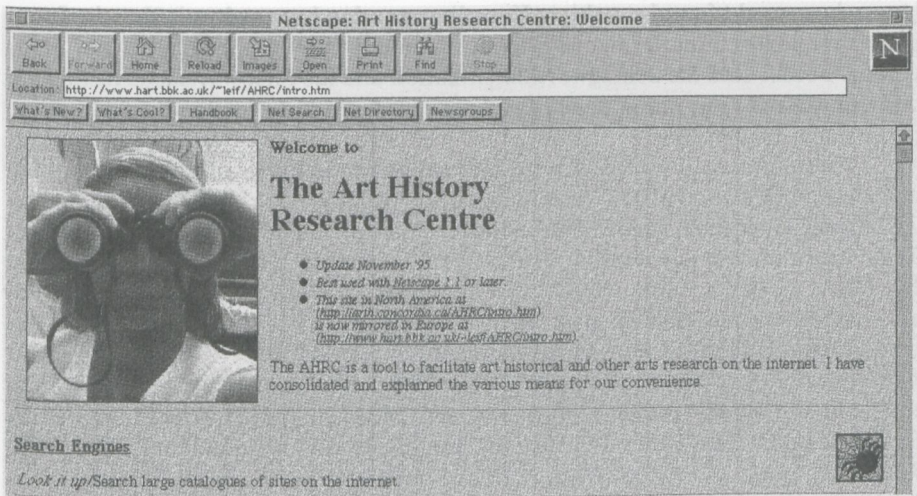 Netscape: Art History Research Centre: Welcome
Back Forward Home Reload Images Open Print Find Stop
N
Location: http://www.hart.bbk.ac.uk/~leif/AHRC/intro.htm
What's New? What's Cool? Handbook Net Search Net Directory Newsgroups
Welcome to
The Art History
Research Centre
Update November '95.
Best used with Netscape 1.1 or later.
This site in North America at
(http://arth.concordia.ca/AHRC/intro.htm)
is now mirrored in Europe at
(http://www.hart.bbk.ac.uk/~leif/AHRC/intro.htm).
The AHRC is a tool to facilitate art historical and other arts research on the internet. I have
consolidated and explained the various means for our convenience.
Search Engines
Look it up/Search large catalogues of sites on the internet.